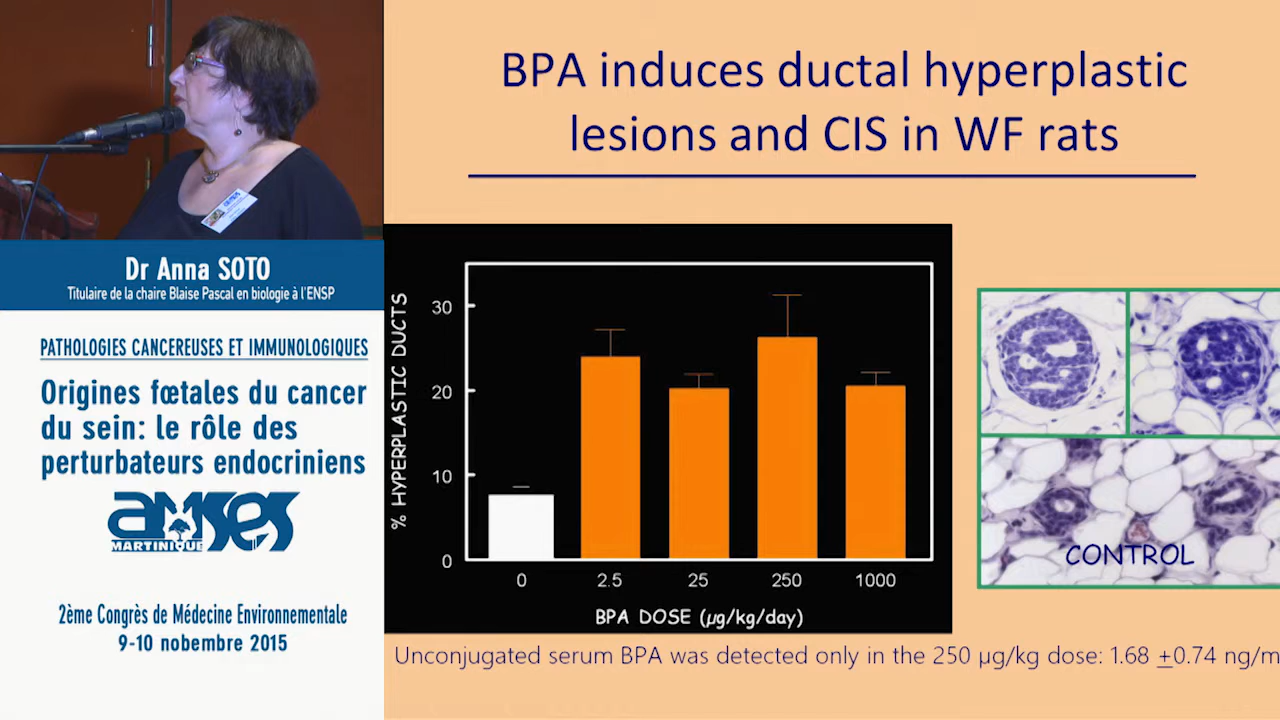 BPA induces ductal hyperplastic
lesions and CIS in WF rats
Dr Anna SOTO
Titulaire de la chaire Blaise Pascal en biologie à l'ENSP
PATHOLOGIES CANCEREUSES ET IMMUNOLOGIQUES
Origines fœtales du cancer
du sein: le rôle des
perturbateurs endocriniens
AMSES
MARTINIQUE
2ème Congrès de Médecine Environnementale
9-10 nobembre 2015
% HYPERPLASTIC DUCTS
30
20
10
0
0 2.5 25 250 1000
BPA DOSE (µg/kg/day)
CONTROL
Unconjugated serum BPA was detected only in the 250 µg/kg dose: 1.68 ±0.74 ng/m